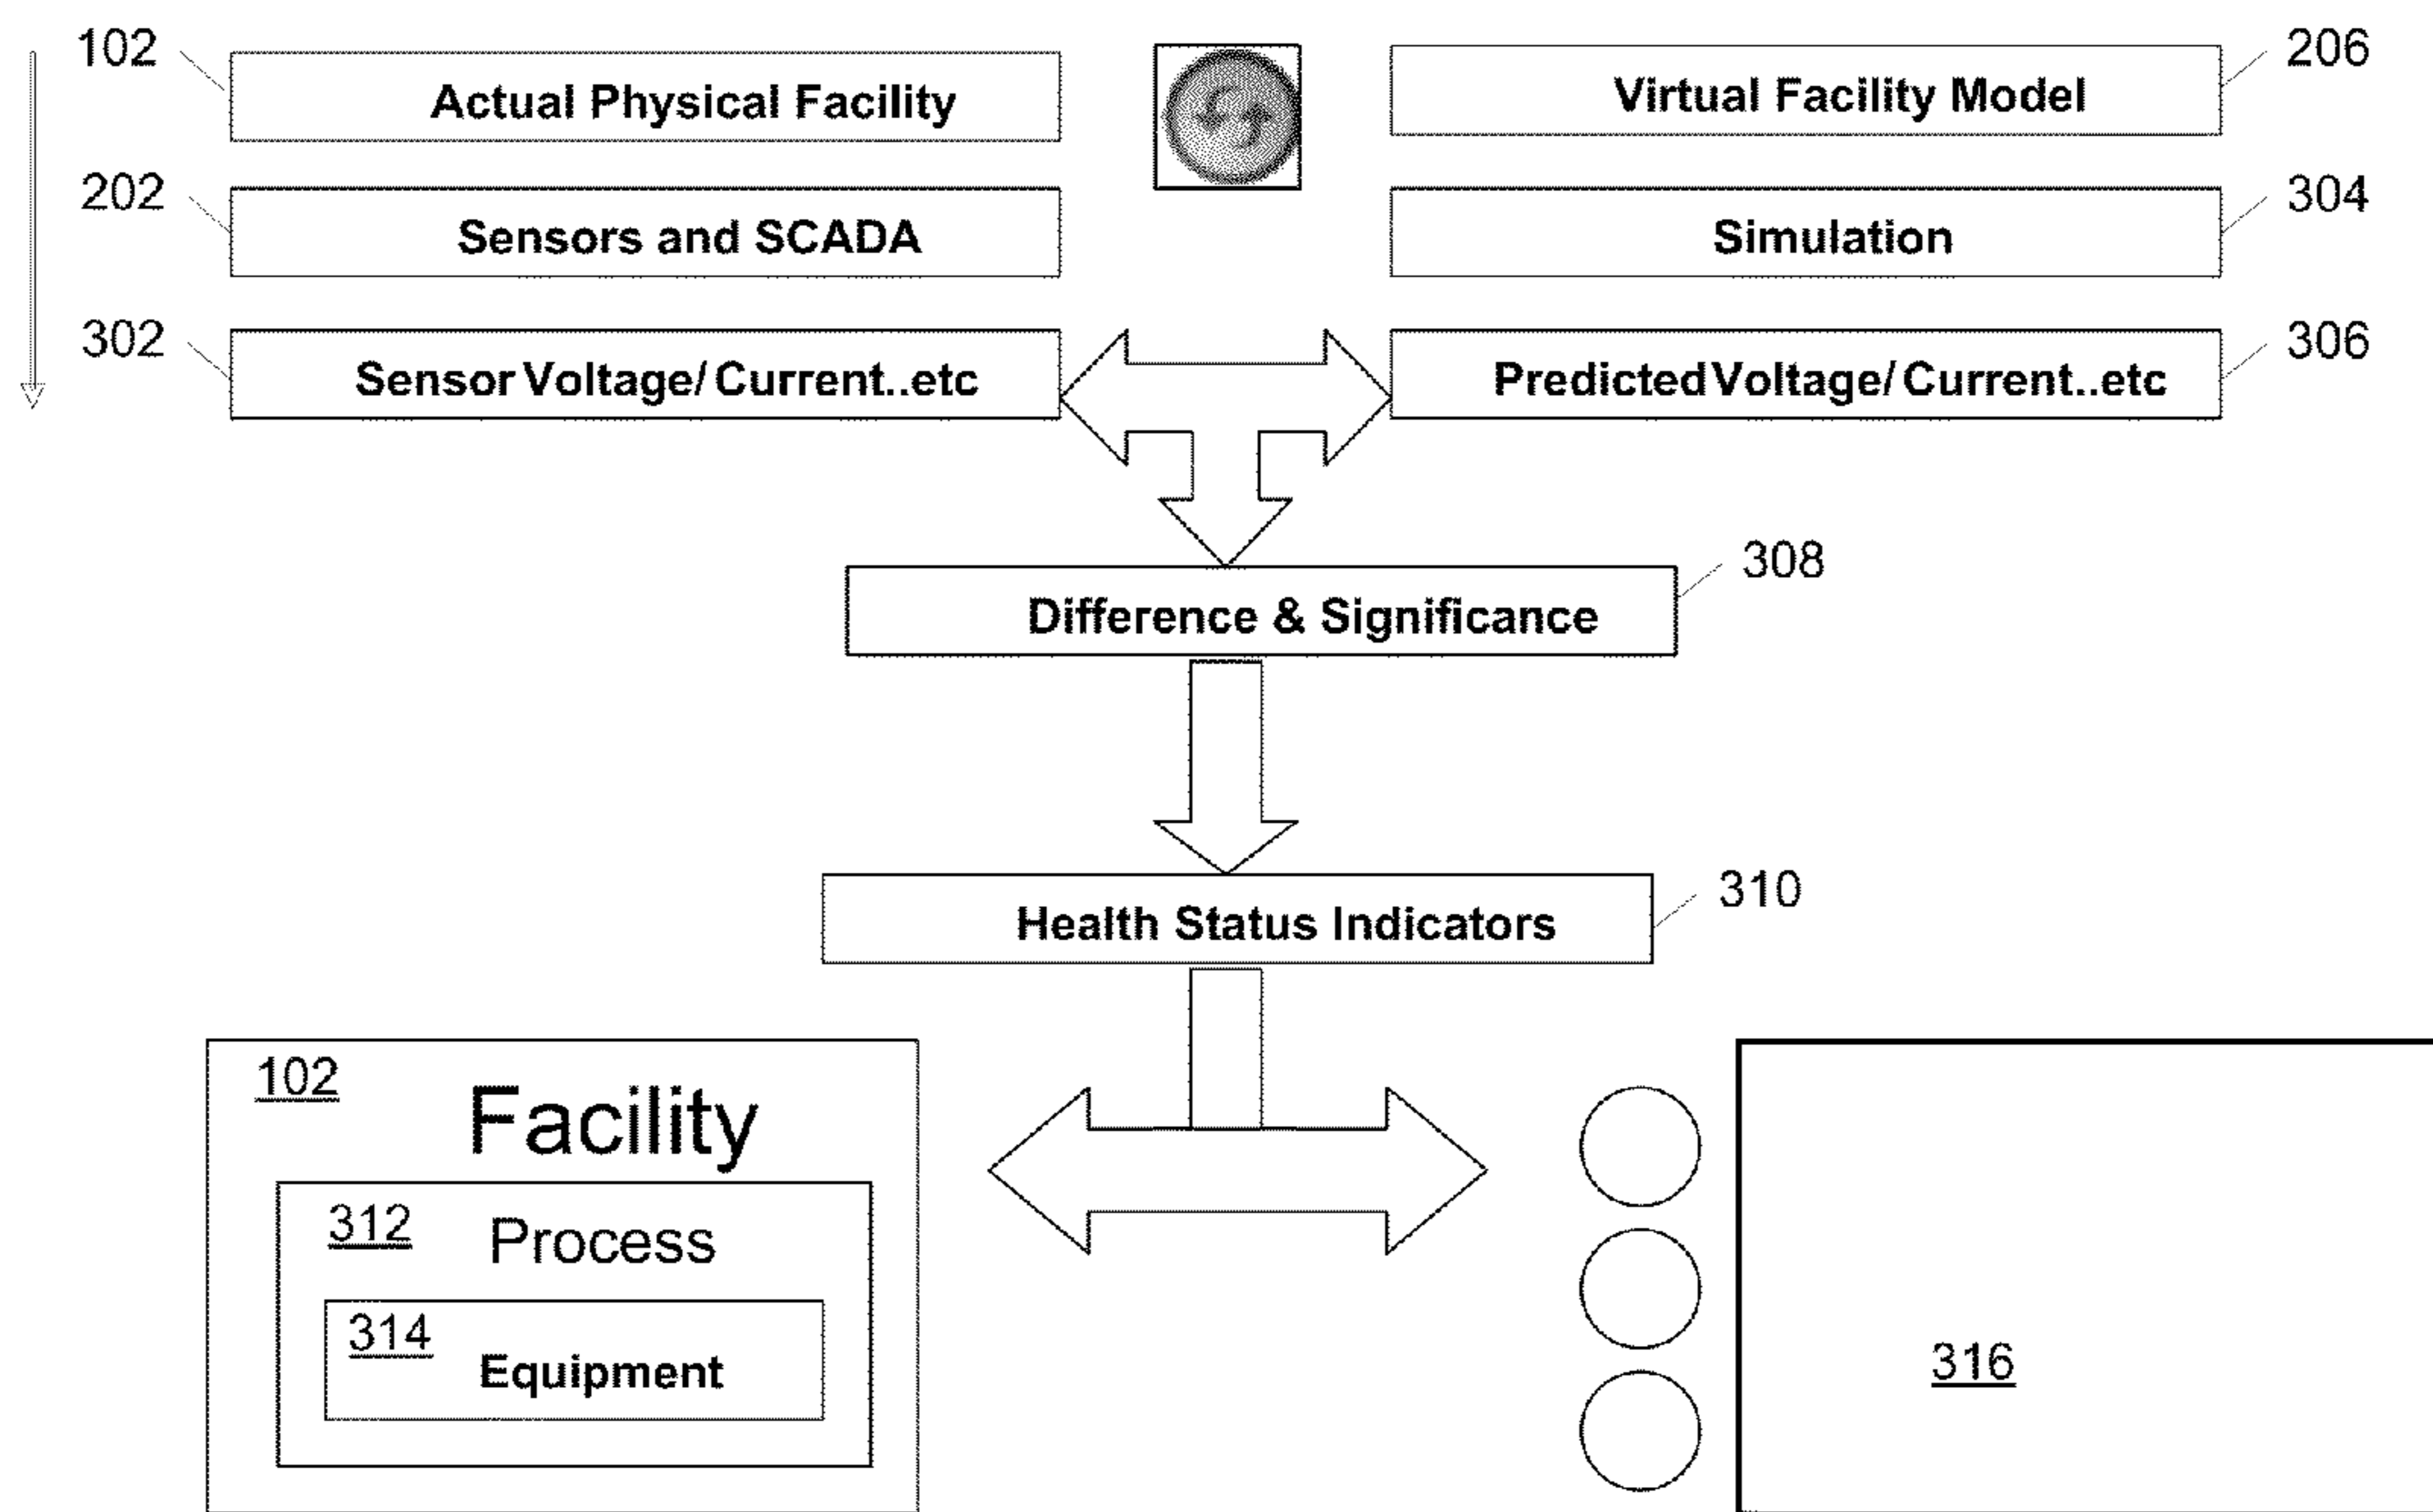 102
Actual Physical Facility
Virtual Facility Model
206
202
Sensors and SCADA
Simulation
304
302
Sensor Voltage/ Current..etc
Predicted Voltage/ Current..etc
306
308
Difference & Significance
310
Health Status Indicators
102
Facility
312
Process
314
Equipment
316